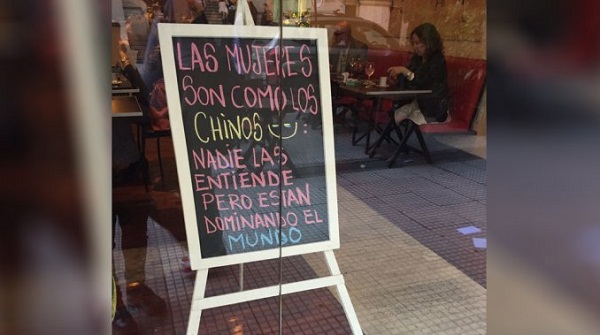 LAS MUJERES
SON COMO LOS
CHINOS :
NADIE LAS
ENTIENDE
PERO ESTAN
DOMINANDO EL
MUNDO